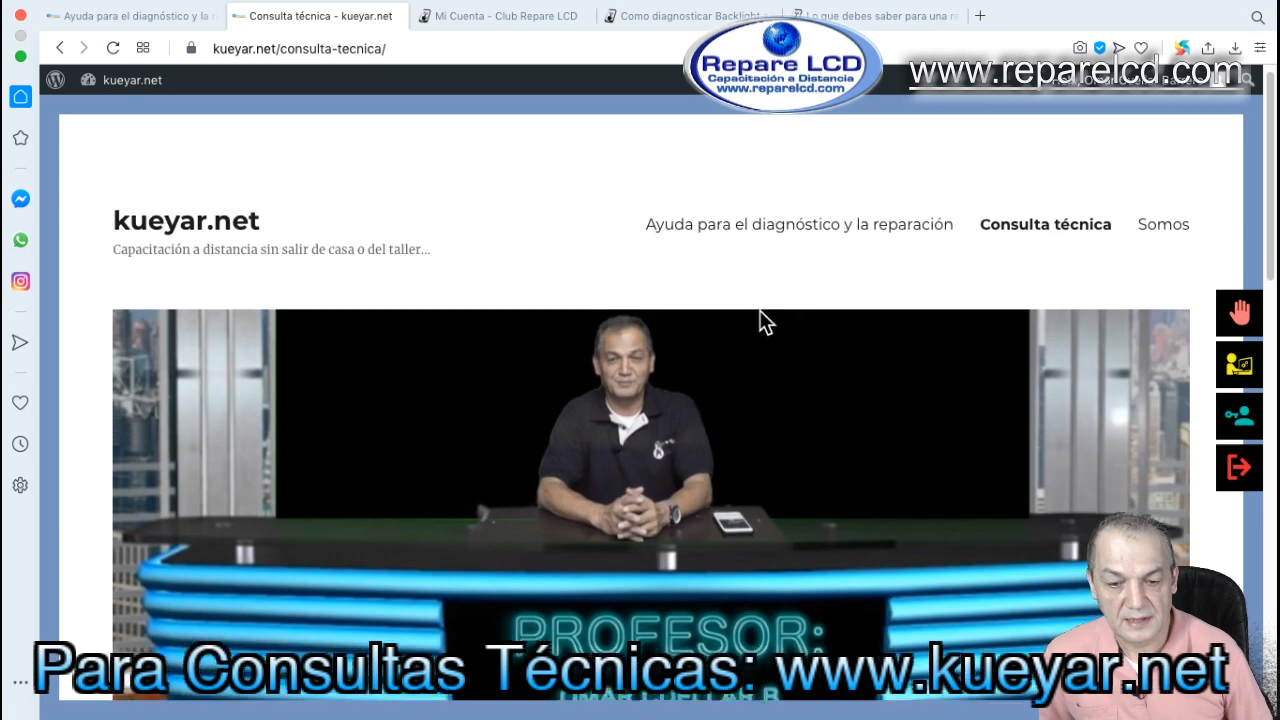 Ayuda para el diagnóstico y la r
Consulta técnica - kueyar.net
Mi Cuenta - Club Repare LCD
Como diagnosticar Backlight
Lo que debes saber para una re
kueyar.net/consulta-tecnica/
Repare LCD
Capacitación a Distancia
www.reparelcd.com
www.reparelcd.com
kueyar.net
kueyar.net
Capacitación a distancia sin salir de casa o del taller...
Ayuda para el diagnóstico y la reparación
Consulta técnica
Somos
PROFESOR:
Para Consultas Técnicas: www.kueyar.net